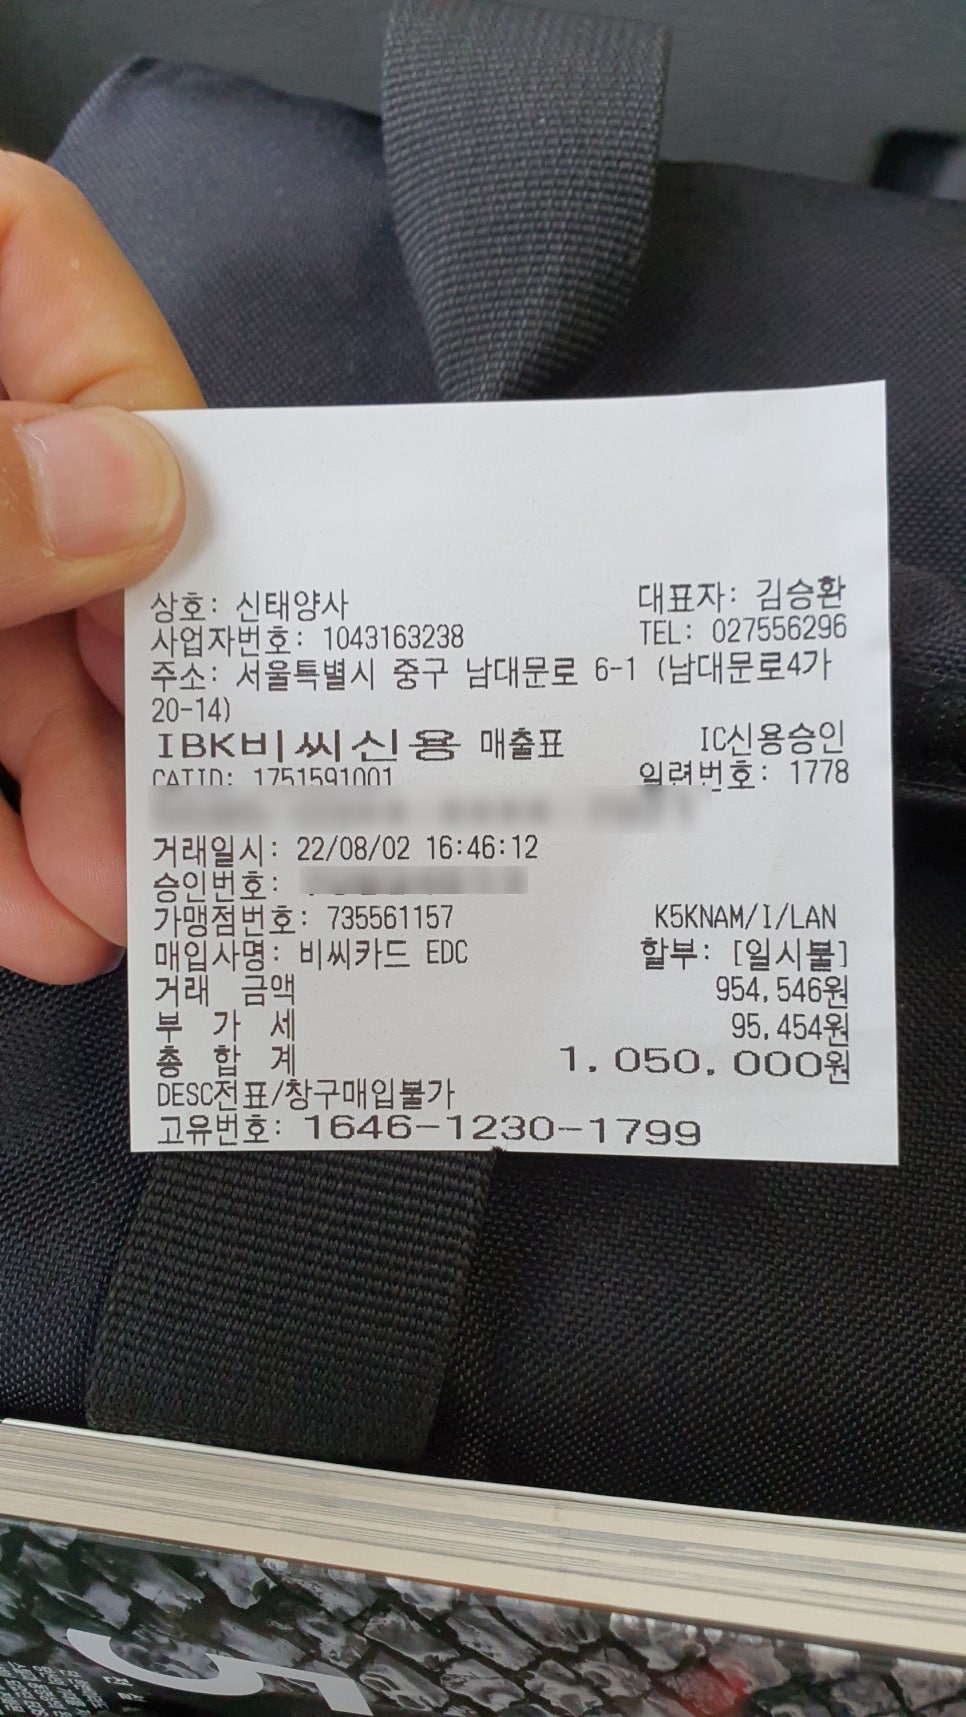 상호: 신태양사 대표자: 김승환
사업자번호: 1043163238 TEL: 027556296
주소: 서울특별시 중구 남대문로 6-1 (남대문로4가
20-14)
IBK비씨신용 매출표 IC신용승인
CATID: 1751591001 일련번호: 1778
거래일시: 22/08/02 16:46:12
승인번호:
가맹점번호: 735561157 K5KNAM/I/LAN
매입사명: 비씨카드 EDC 할부: [일시불]
거래 금액 954,546원
부 가 세 95,454원
총 합 계 1,050,000원
DESC전표/창구매입불가
고유번호: 1646-1230-1799
5